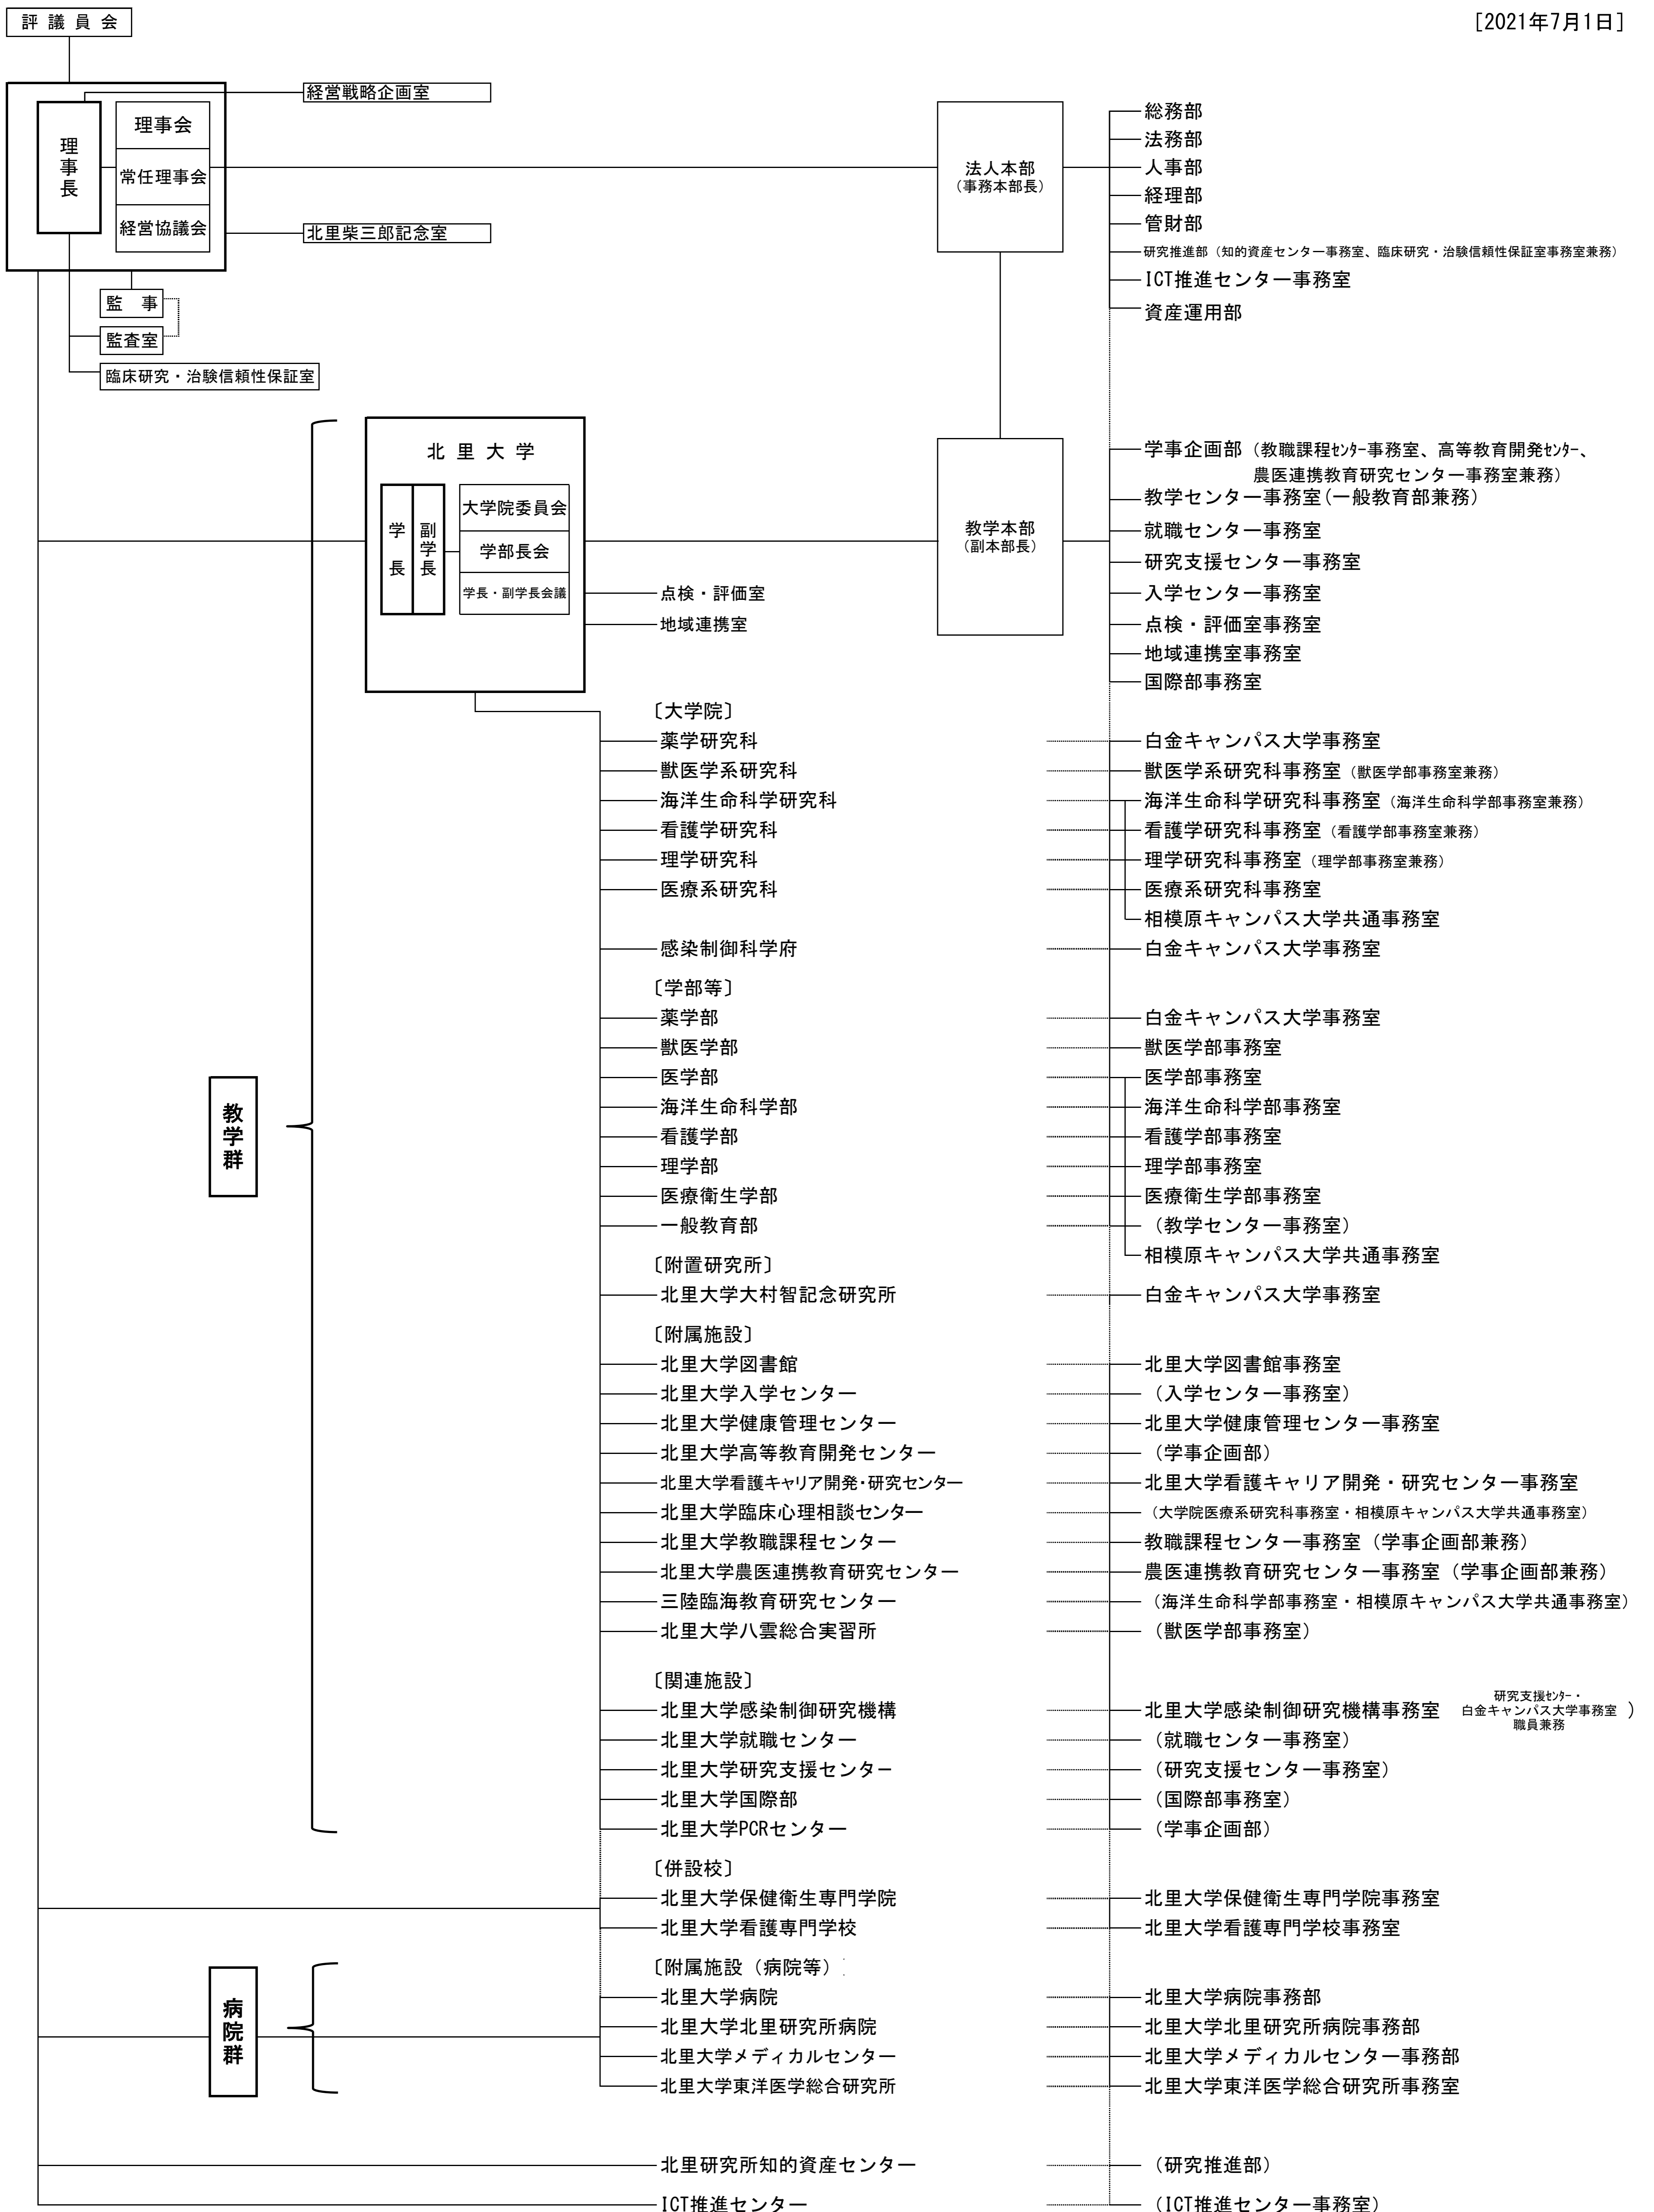 評議員会
[2021年7月1日]
経営戦略企画室
理事長
理事会
常任理事会
経営協議会
北里柴三郎記念室
監 事
監査室
臨床研究・治験信頼性保証室
法人本部
（事務本部長）
総務部
法務部
人事部
経理部
管財部
研究推進部（知的資産センター事務室、臨床研究・治験信頼性保証室事務室兼務）
ICT推進センター事務室
資産運用部
北里大学
学長
副学長
大学院委員会
学部長会
学長・副学長会議
点検・評価室
地域連携室
教学本部
（副本部長）
学事企画部（教職課程ｾﾝﾀｰ事務室、高等教育開発ｾﾝﾀｰ、
農医連携教育研究センター事務室兼務）
教学センター事務室(一般教育部兼務）
就職センター事務室
研究支援センター事務室
入学センター事務室
点検・評価室事務室
地域連携室事務室
国際部事務室
〔大学院〕
薬学研究科 白金キャンパス大学事務室
獣医学系研究科 獣医学系研究科事務室（獣医学部事務室兼務）
海洋生命科学研究科 海洋生命科学研究科事務室（海洋生命科学部事務室兼務）
看護学研究科 看護学研究科事務室（看護学部事務室兼務）
理学研究科 理学研究科事務室（理学部事務室兼務）
医療系研究科 医療系研究科事務室
相模原キャンパス大学共通事務室
感染制御科学府 白金キャンパス大学事務室
〔学部等〕
薬学部 白金キャンパス大学事務室
獣医学部 獣医学部事務室
医学部 医学部事務室
海洋生命科学部 海洋生命科学部事務室
看護学部 看護学部事務室
理学部 理学部事務室
医療衛生学部 医療衛生学部事務室
一般教育部 （教学センター事務室）
相模原キャンパス大学共通事務室
〔附置研究所〕
北里大学大村智記念研究所 白金キャンパス大学事務室
〔附属施設〕
北里大学図書館 北里大学図書館事務室
北里大学入学センター （入学センター事務室）
北里大学健康管理センター 北里大学健康管理センター事務室
北里大学高等教育開発センター （学事企画部）
北里大学看護キャリア開発・研究センター 北里大学看護キャリア開発・研究センター事務室
北里大学臨床心理相談センター （大学院医療系研究科事務室・相模原キャンパス大学共通事務室）
北里大学教職課程センター 教職課程センター事務室（学事企画部兼務）
北里大学農医連携教育研究センター 農医連携教育研究センター事務室（学事企画部兼務）
三陸臨海教育研究センター （海洋生命科学部事務室・相模原キャンパス大学共通事務室）
北里大学八雲総合実習所 （獣医学部事務室）
〔関連施設〕
北里大学感染制御研究機構 北里大学感染制御研究機構事務室
研究支援ｾﾝﾀｰ・
白金キャンパス大学事務室 ）
職員兼務
北里大学就職センター （就職センター事務室）
北里大学研究支援センター （研究支援センター事務室）
北里大学国際部 （国際部事務室）
北里大学PCRセンター （学事企画部）
〔併設校〕
北里大学保健衛生専門学院 北里大学保健衛生専門学院事務室
北里大学看護専門学校 北里大学看護専門学校事務室
〔附属施設（病院等）
北里大学病院 北里大学病院事務部
北里大学北里研究所病院 北里大学北里研究所病院事務部
北里大学メディカルセンター 北里大学メディカルセンター事務部
北里大学東洋医学総合研究所 北里大学東洋医学総合研究所事務室
教学群
病院群
北里研究所知的資産センター （研究推進部）
ICT推進センター （ICT推進センター事務室）